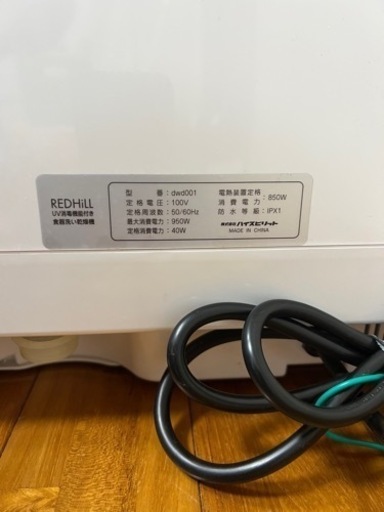 REDHiLL
UV消毒機能付き
食器洗い乾燥機
型 番:dwd001
定格電圧:100V
定格周波数:50/60Hz
最大消費電力:950W
定格消費電力:40W
電熱装置定格
消費電力:850W
防水等級:IPX1
株式会社 ハイスピリット
MADE IN CHINA